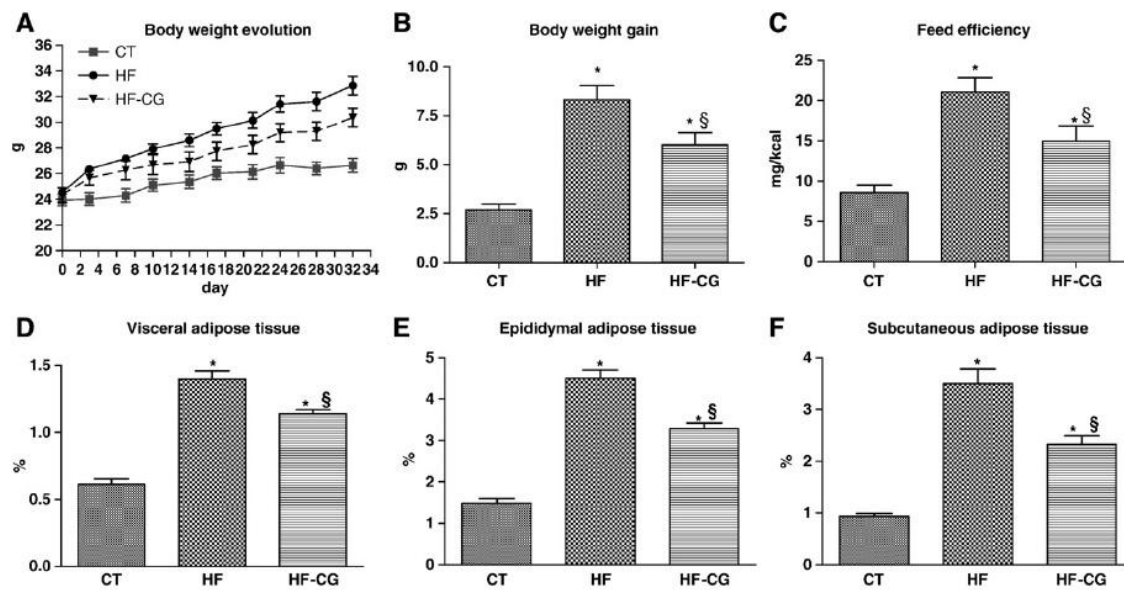 A
Body weight evolution
36
34
32
30
28
26
24
22
20
g
CT
HF
HF-CG
0 2 4 6 8 10 12 14 16 18 20 22 24 26 28 30 32 34
day
B
Body weight gain
10.0
7.5
5.0
2.5
0.0
g
*
* §
CT HF HF-CG
C
Feed efficiency
25
20
15
10
5
0
mg/kcal
*
* §
CT HF HF-CG
D
Visceral adipose tissue
1.5
1.0
0.5
0.0
%
*
* §
CT HF HF-CG
E
Epididymal adipose tissue
5
4
3
2
1
0
%
*
* §
CT HF HF-CG
F
Subcutaneous adipose tissue
4
3
2
1
0
%
*
* §
CT HF HF-CG